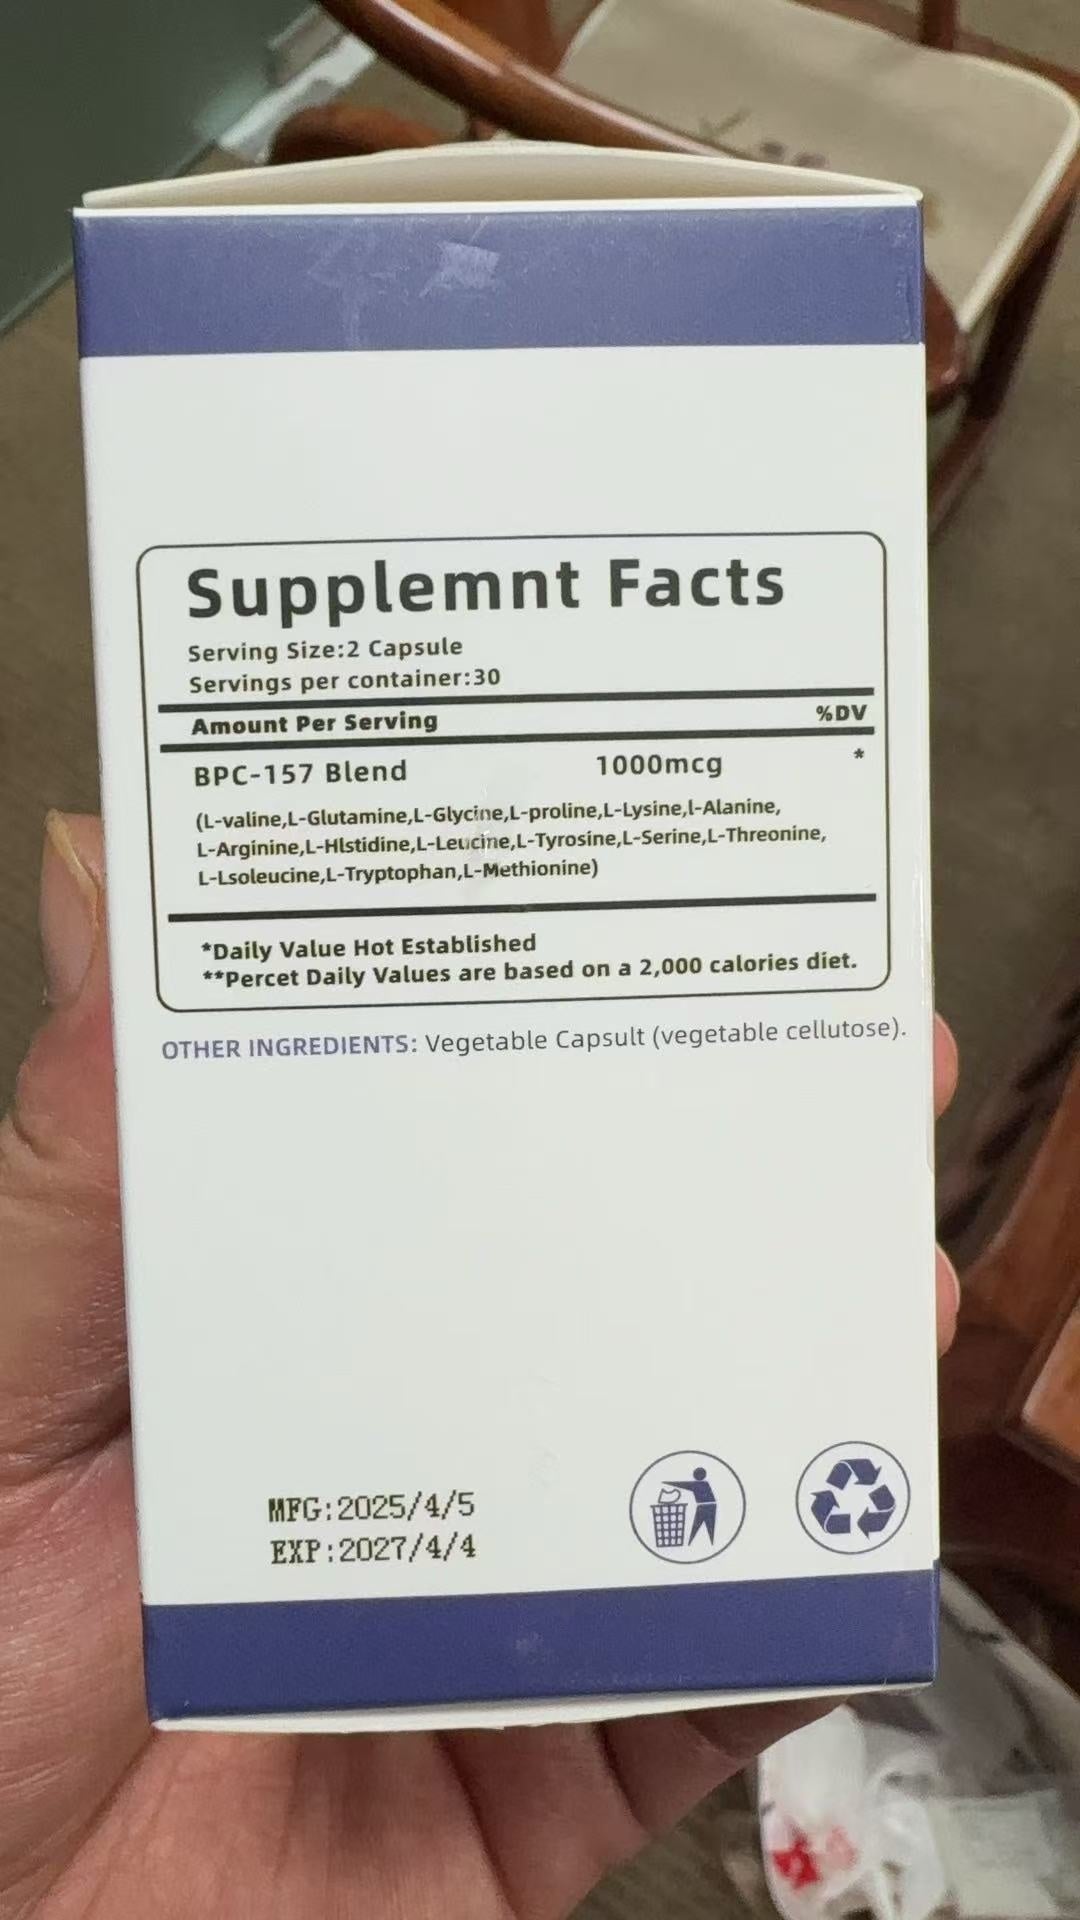 Supplemnt Facts
Serving Size:2 Capsule
Servings per container:30
Amount Per Serving %DV
BPC-157 Blend 1000mcg *
(L-valine,L-Glutamine,L-Glycine,L-proline,L-Lysine,l-Alanine,
L-Arginine,L-Hlstidine,L-Leucine,L-Tyrosine,L-Serine,L-Threonine,
L-Lsoleucine,L-Tryptophan,L-Methionine)
*Daily Value Hot Established
**Percet Daily Values are based on a 2,000 calories diet.
OTHER INGREDIENTS: Vegetable Capsult (vegetable cellutose).
MFG:2025/4/5
EXP:2027/4/4